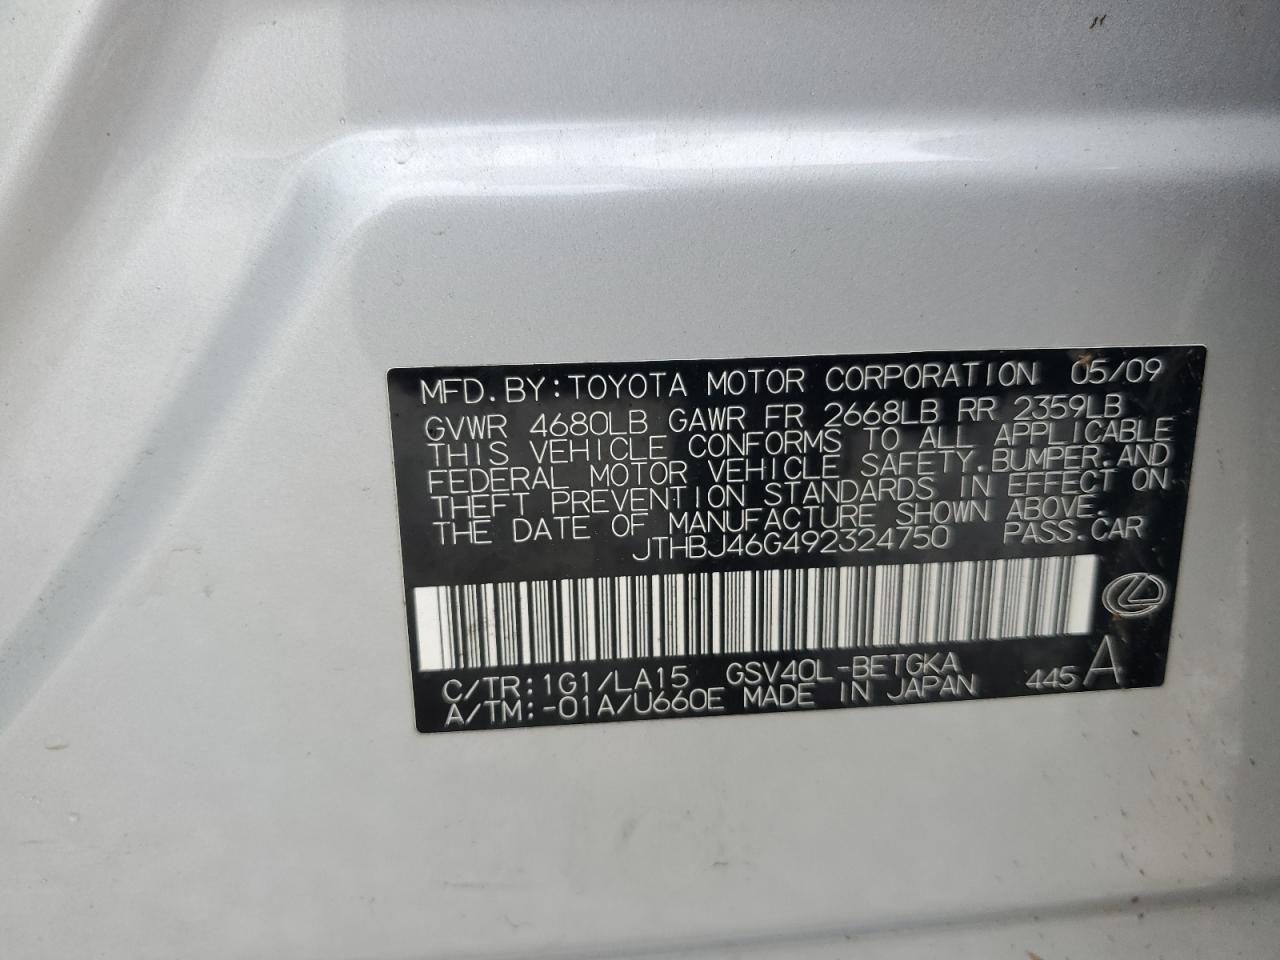 MFD. BY: TOYOTA MOTOR CORPORATION 05/09
GVWR 4680LB GAWR FR 2668LB RR 2359LB
THIS VEHICLE CONFORMS TO ALL APPLICABLE
FEDERAL MOTOR VEHICLE SAFETY, BUMPER, AND
THEFT PREVENTION STANDARDS IN EFFECT ON
THE DATE OF MANUFACTURE SHOWN ABOVE.
JTHBJ46G492324750 PASS. CAR
C/TR: 1G1/LA15 GSV40L-BETGKA
A/TM: -01A/U660E MADE IN JAPAN 445 A